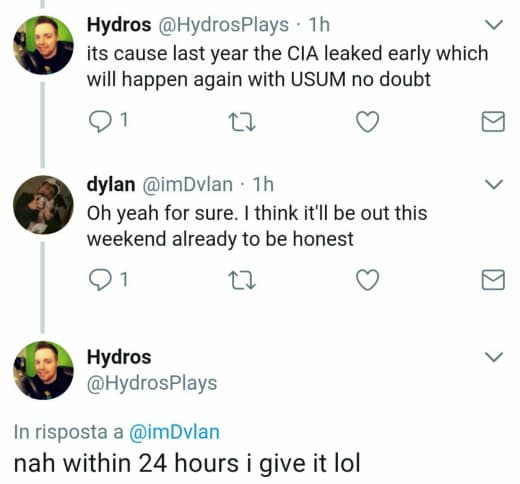 Hydros @HydrosPlays · 1h
its cause last year the CIA leaked early which
will happen again with USUM no doubt
1
dylan @imDvlan · 1h
Oh yeah for sure. I think it'll be out this
weekend already to be honest
1
Hydros
@HydrosPlays
In risposta a @imDvlan
nah within 24 hours i give it lol